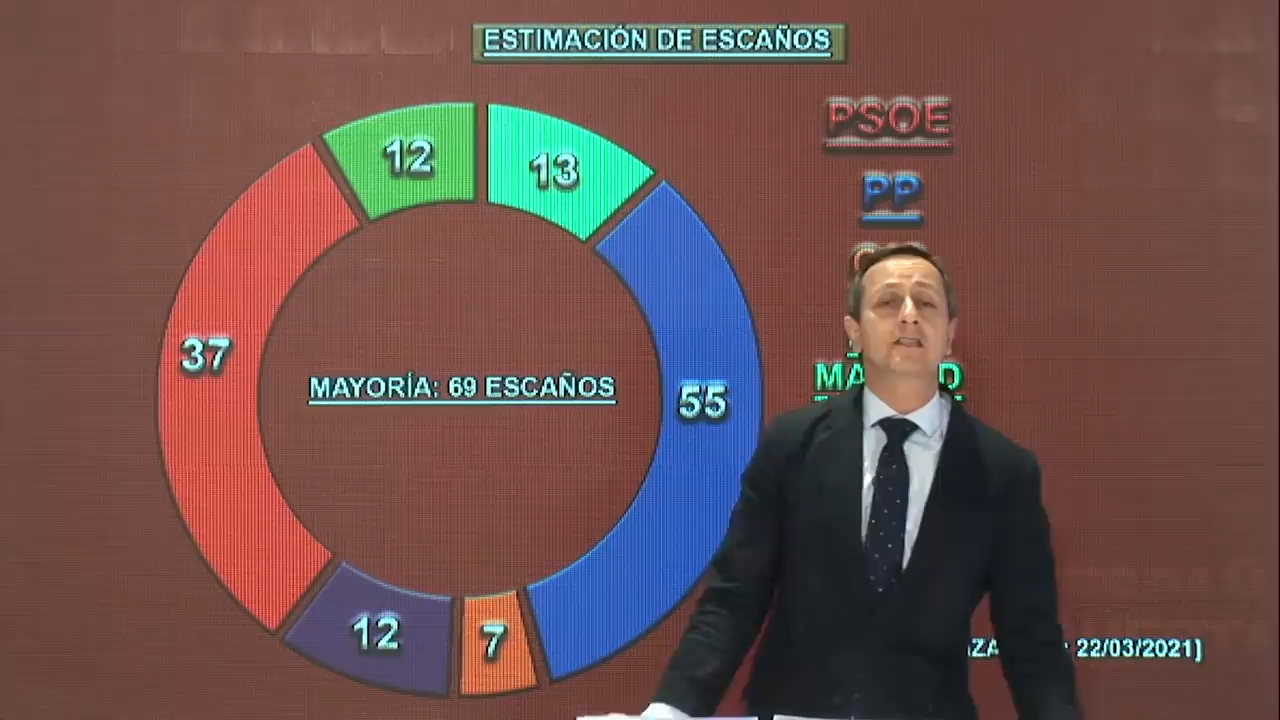 ESTIMACIÓN DE ESCAÑOS
PSOE
12
13
PP
37
MAYORÍA: 69 ESCAÑOS
55
12
7
22/03/2021]